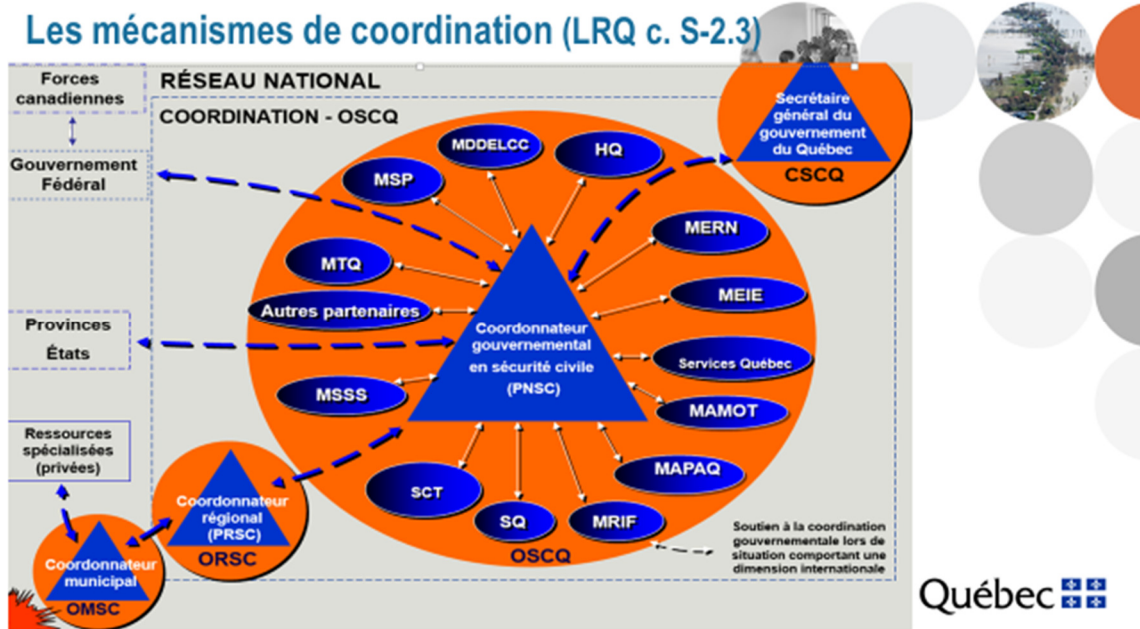 Les mécanismes de coordination (LRQ c. S-2.3)
Forces
canadiennes
RÉSEAU NATIONAL
COORDINATION - OSCQ
Gouvernement
Fédéral
Secrétaire
général du
gouvernement
du Québec
CSCQ
MDDELCC
HQ
MSP
MERN
MTQ
MEIE
Autres partenaires
Provinces
États
Coordonnateur
gouvernemental
en sécurité civile
(PNSC)
Services Québec
MSSS
MAMOT
Ressources
spécialisées
(privées)
MAPAQ
SCT
SQ
MRIF
OSCQ
Coordonnateur
régional
(PRSC)
ORSC
Soutien à la coordination
gouvernementale lors de
situation comportant une
dimension internationale
Coordonnateur
municipal
OMSC
Québec